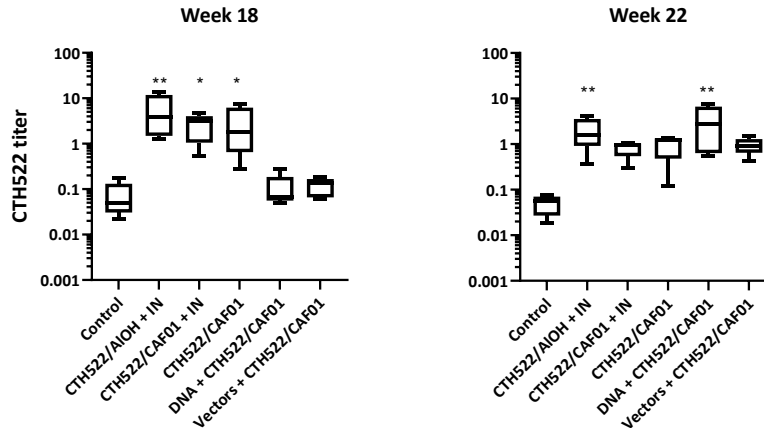 Week 18
CTH522 titer
100
10
1
0.1
0.01
0.001
** * *
Control
CTH522/AlOH + IN
CTH522/CAF01 + IN
CTH522/CAF01
DNA + CTH522/CAF01
Vectors + CTH522/CAF01
Week 22
100
10
1
0.1
0.01
0.001
** **
Control
CTH522/AlOH + IN
CTH522/CAF01 + IN
CTH522/CAF01
DNA + CTH522/CAF01
Vectors + CTH522/CAF01